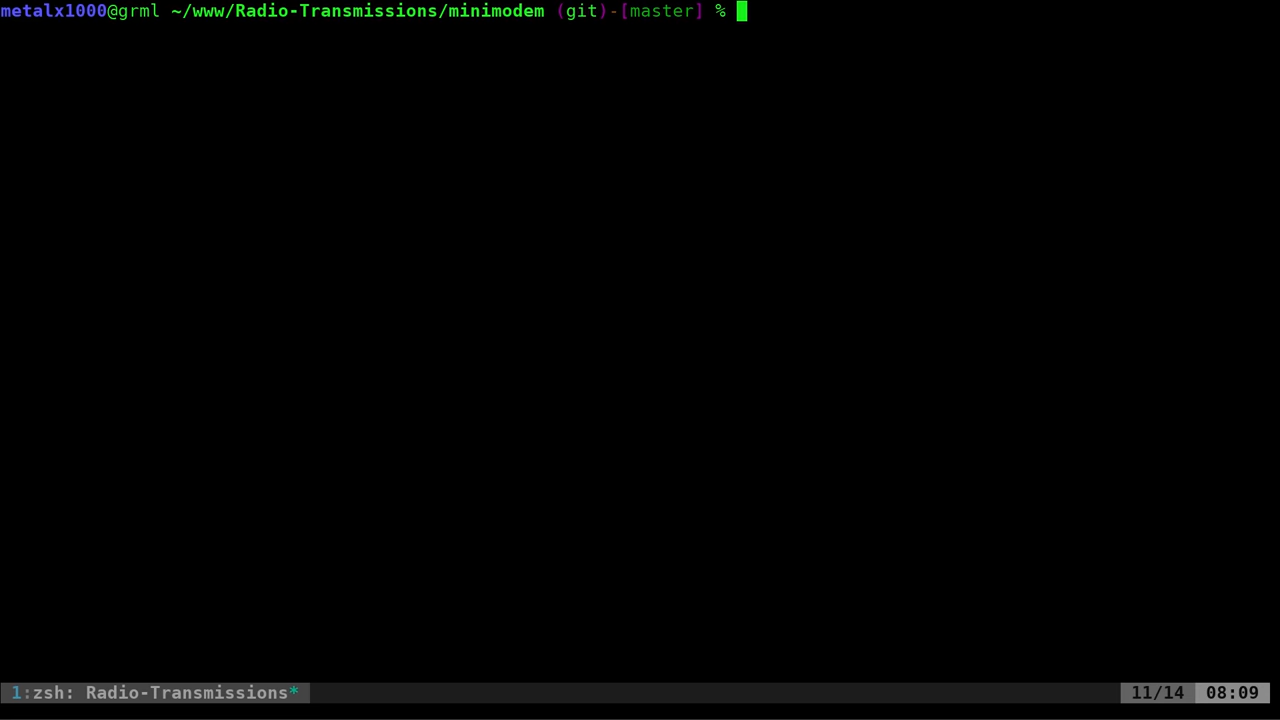 metalx1000@grml ~/www/Radio-Transmissions/minimodem (git)-[master] %
1:zsh: Radio-Transmissions* 11/14 08:09